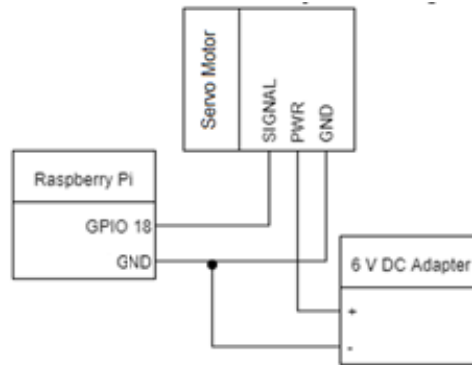 Servo Motor
SIGNAL
PWR
GND
Raspberry Pi
GPIO 18
GND
6 V DC Adapter
+
-